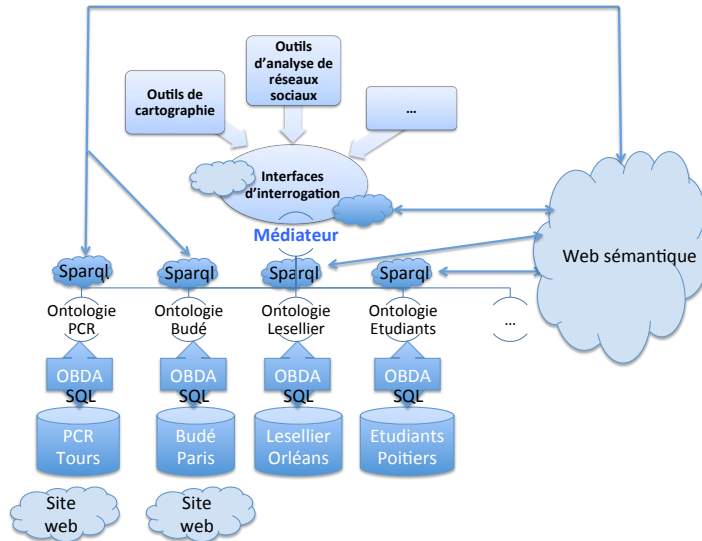 Outils
d'analyse de
réseaux
sociaux
Outils de
cartographie
...
Interfaces
d'interrogation
Médiateur
Web sémantique
Sparql
Sparql
Sparql
Sparql
Ontologie
PCR
Ontologie
Budé
Ontologie
Lesellier
Ontologie
Etudiants
...
OBDA
SQL
OBDA
SQL
OBDA
SQL
OBDA
SQL
PCR
Tours
Budé
Paris
Lesellier
Orléans
Etudiants
Poitiers
Site
web
Site
web